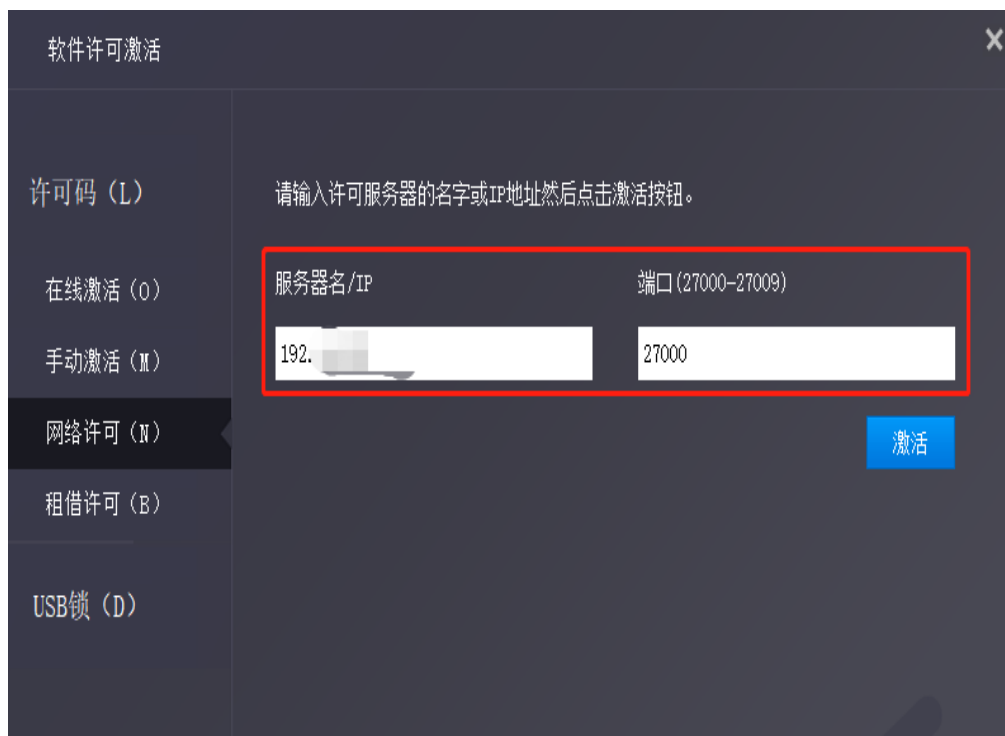 软件许可激活
许可码（L）
请输入许可服务器的名字或IP地址然后点击激活按钮。
在线激活（O）
服务器名/IP
端口(27000-27009)
手动激活（M）
192.
27000
网络许可（N）
激活
租借许可（B）
USB锁（D）